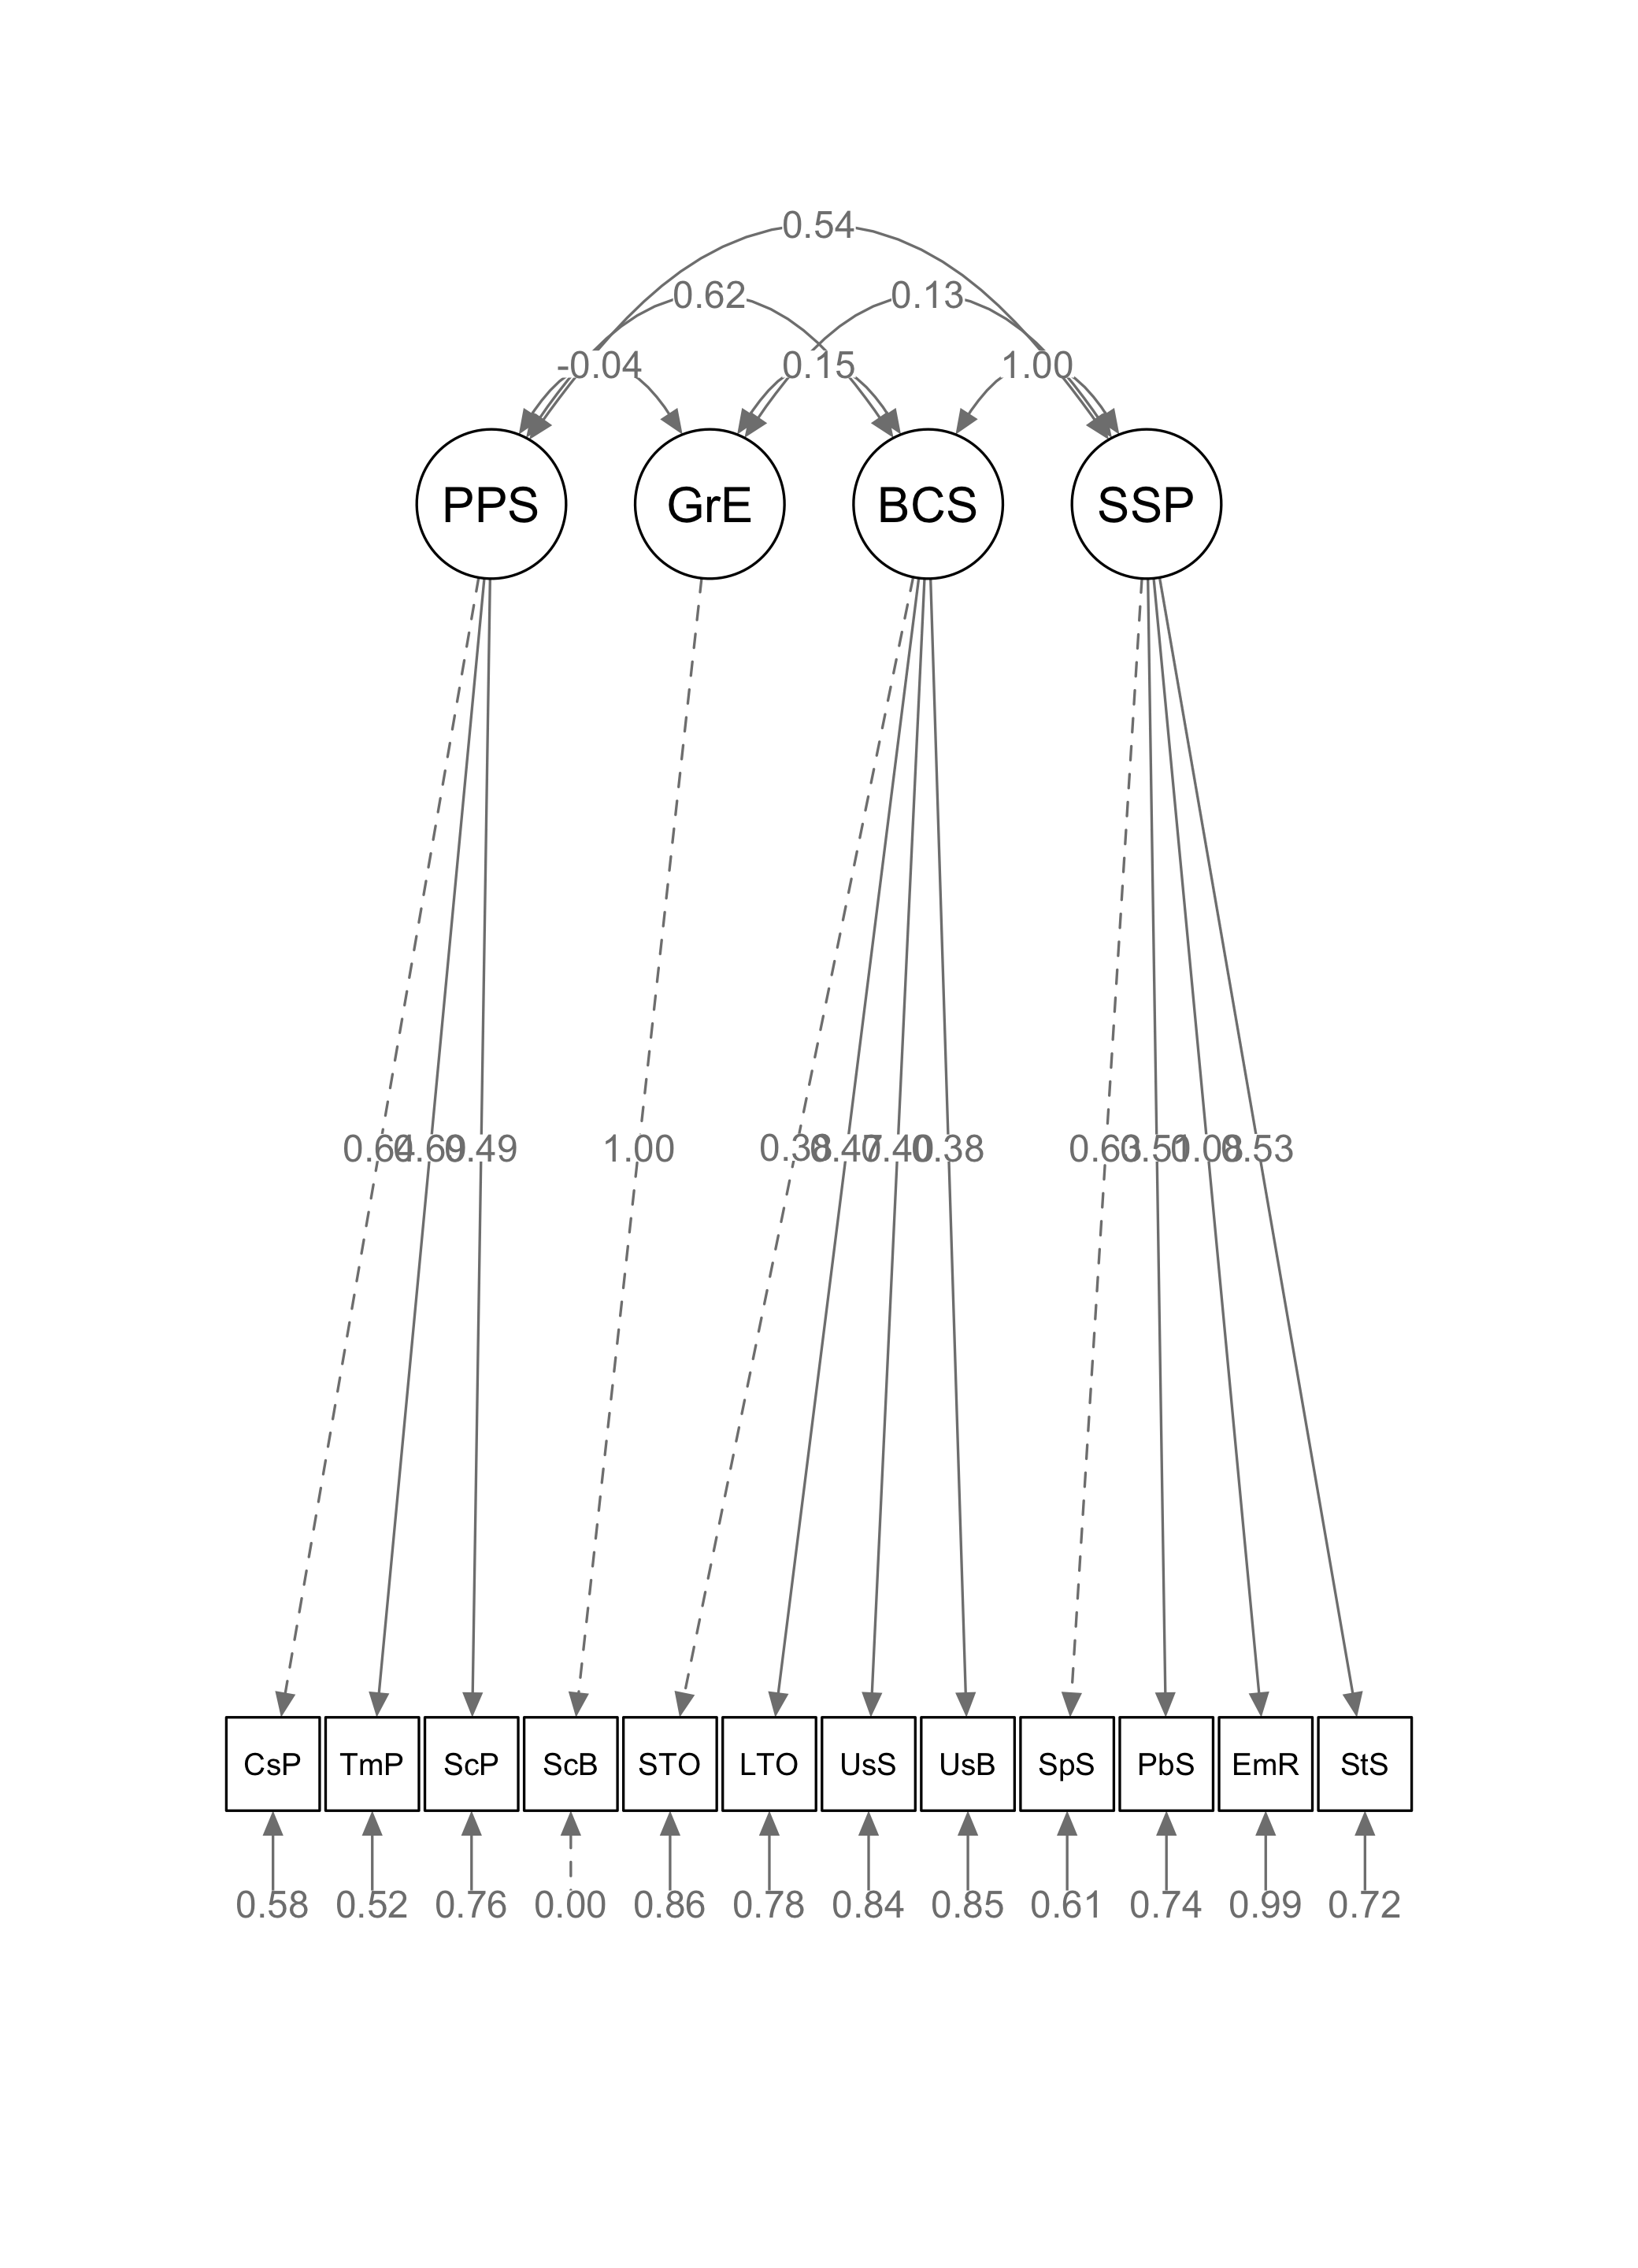 0.54
0.62 0.13
-0.04 0.15 1.00
PPS GrE BCS SSP
0.64 0.69 0.49 1.00 0.38 0.47 0.40 0.38 0.63 0.51 0.08 0.53
CsP TmP ScP ScB STO LTO UsS UsB SpS PbS EmR StS
0.58 0.52 0.76 0.00 0.86 0.78 0.84 0.85 0.61 0.74 0.99 0.72